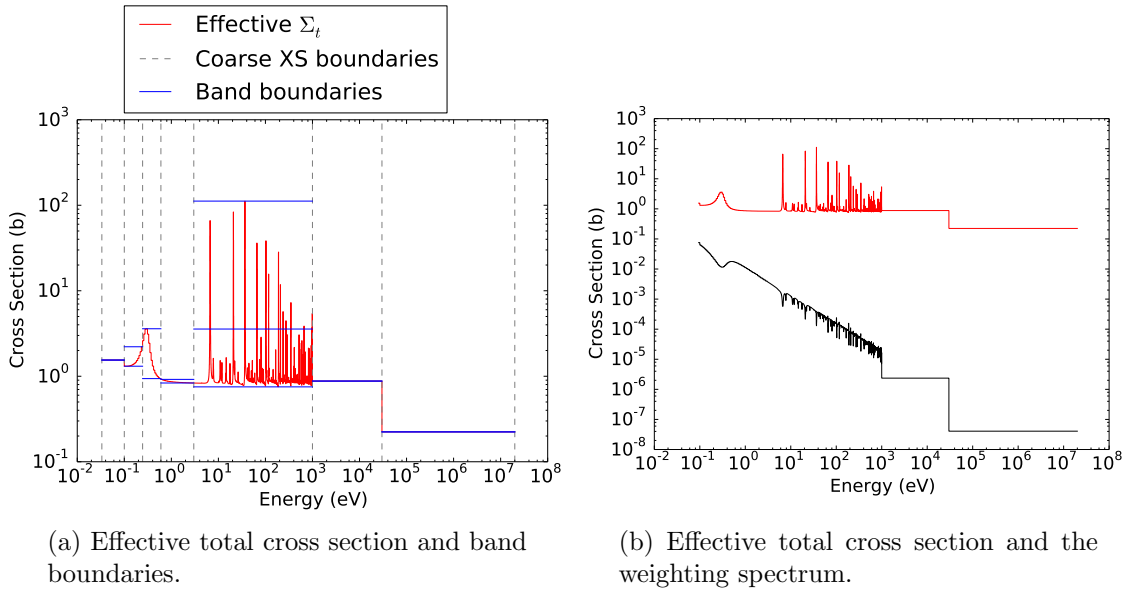 Effective Σt
Coarse XS boundaries
Band boundaries
10^3
10^2
10^1
10^0
10^-1
Cross Section (b)
10^-2 10^-1 10^0 10^1 10^2 10^3 10^4 10^5 10^6 10^7 10^8
Energy (eV)
(a) Effective total cross section and band
boundaries.
10^3
10^2
10^1
10^0
10^-1
10^-2
10^-3
10^-4
10^-5
10^-6
10^-7
10^-8
Cross Section (b)
10^-2 10^-1 10^0 10^1 10^2 10^3 10^4 10^5 10^6 10^7 10^8
Energy (eV)
(b) Effective total cross section and the
weighting spectrum.